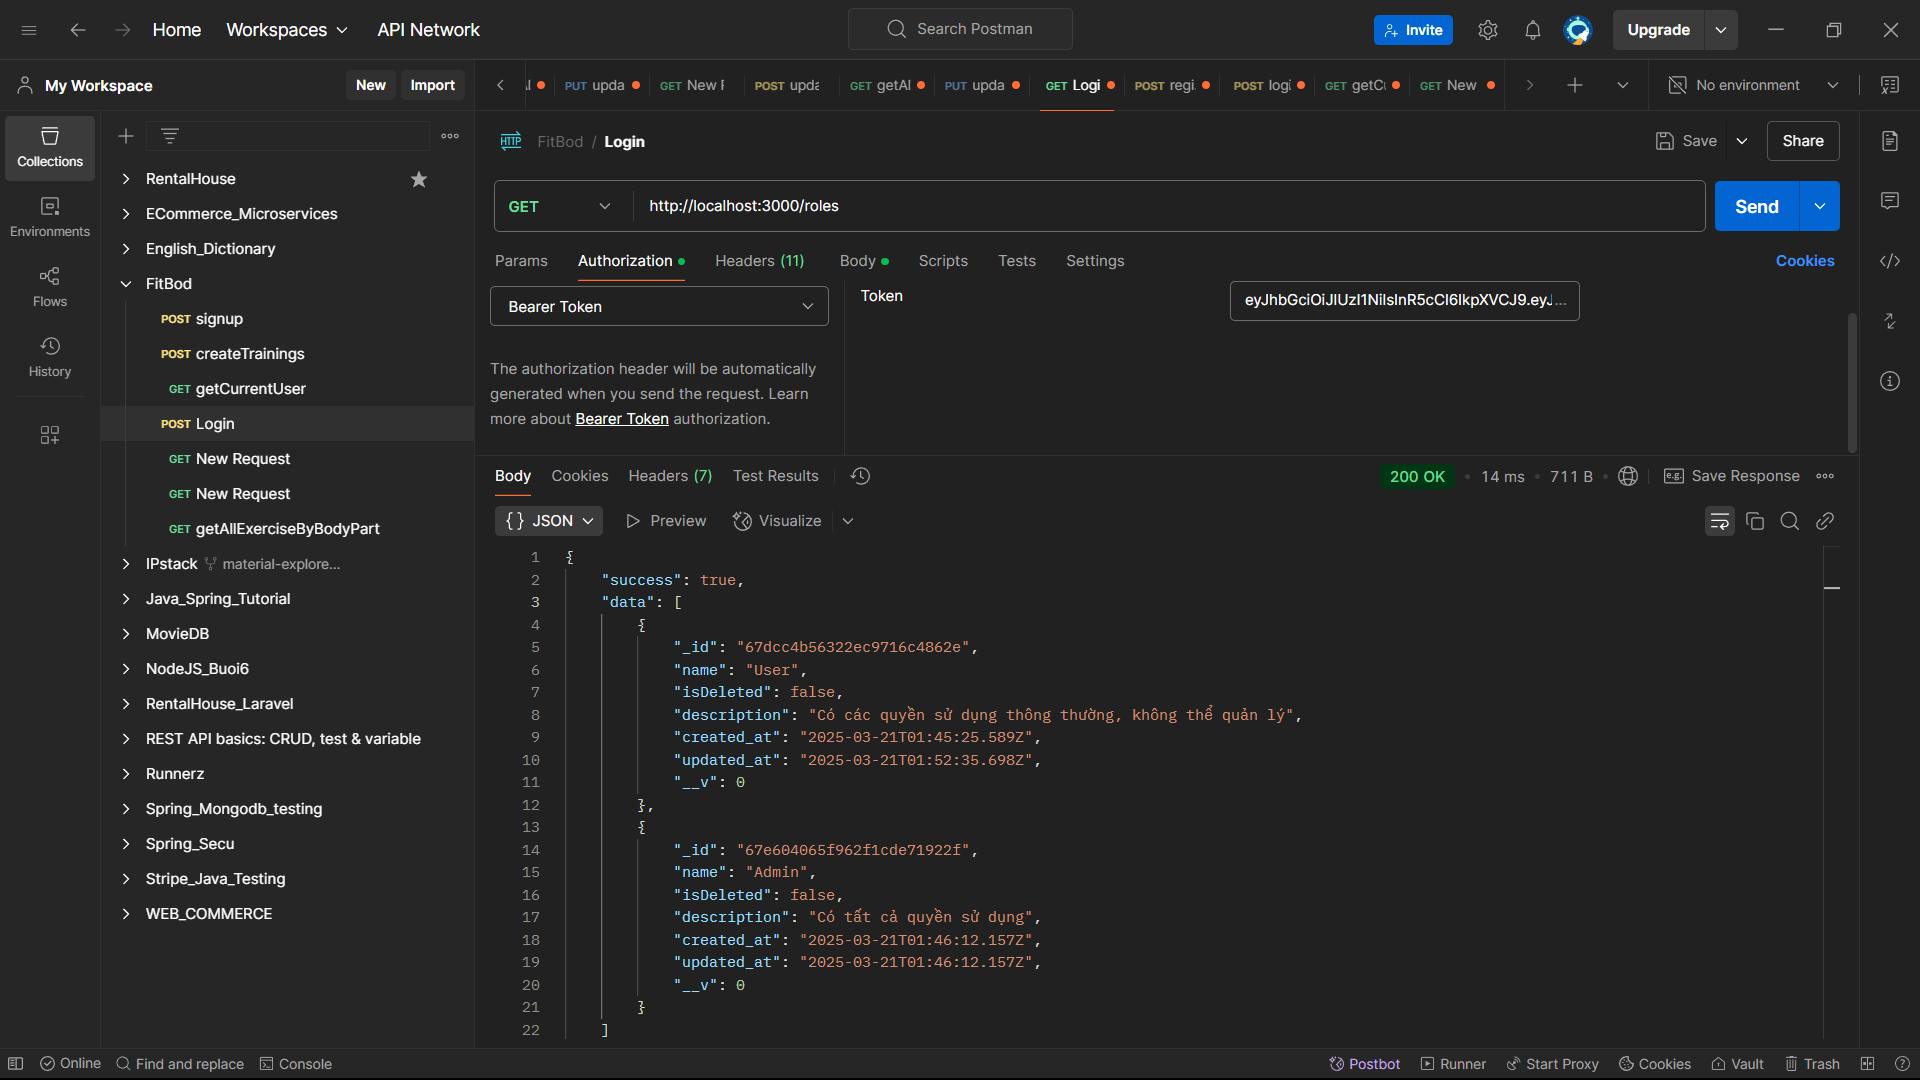 Home Workspaces API Network Search Postman Invite Upgrade
My Workspace New Import PUT upda GET New POST upda GET getAl PUT upda GET Logi POST regi. POST logi GET getCu GET New No environment
Collections
Environments
Flows
History
RentalHouse
ECommerce_Microservices
English_Dictionary
FitBod
POST signup
POST createTrainings
GET getCurrentUser
POST Login
GET New Request
GET New Request
GET getAllExerciseByBodyPart
IPstack material-explore...
Java_Spring_Tutorial
MovieDB
NodeJS_Buoi6
RentalHouse_Laravel
REST API basics: CRUD, test & variable
Runnerz
Spring_Mongodb_testing
Spring_Secu
Stripe_Java_Testing
WEB_COMMERCE
HTTP FitBod / Login Save Share
GET http://localhost:3000/roles Send
Params Authorization Headers (11) Body Scripts Tests Settings Cookies
Bearer Token
The authorization header will be automatically
generated when you send the request. Learn
more about Bearer Token authorization.
Token
Body Cookies Headers (7) Test Results 200 OK • 14 ms • 711 B • e.g. Save Response
{} JSON Preview Visualize
1 {
2 "success": true,
3 "data": [
4 {
5 "_id": "67dcc4b56322ec9716c4862e",
6 "name": "User",
7 "isDeleted": false,
8 "description": "Có các quyền sử dụng thông thường, không thể quản lý",
9 "created_at": "2025-03-21T01:45:25.589Z",
10 "updated_at": "2025-03-21T01:52:35.698Z",
11 "__v": 0
12 },
13 {
14 "_id": "67e604065f962f1cde71922f",
15 "name": "Admin",
16 "isDeleted": false,
17 "description": "Có tất cả quyền sử dụng",
18 "created_at": "2025-03-21T01:46:12.157Z",
19 "updated_at": "2025-03-21T01:46:12.157Z",
20 "__v": 0
21 }
22 ]
Online Find and replace Console Postbot Runner Start Proxy Cookies Vault Trash